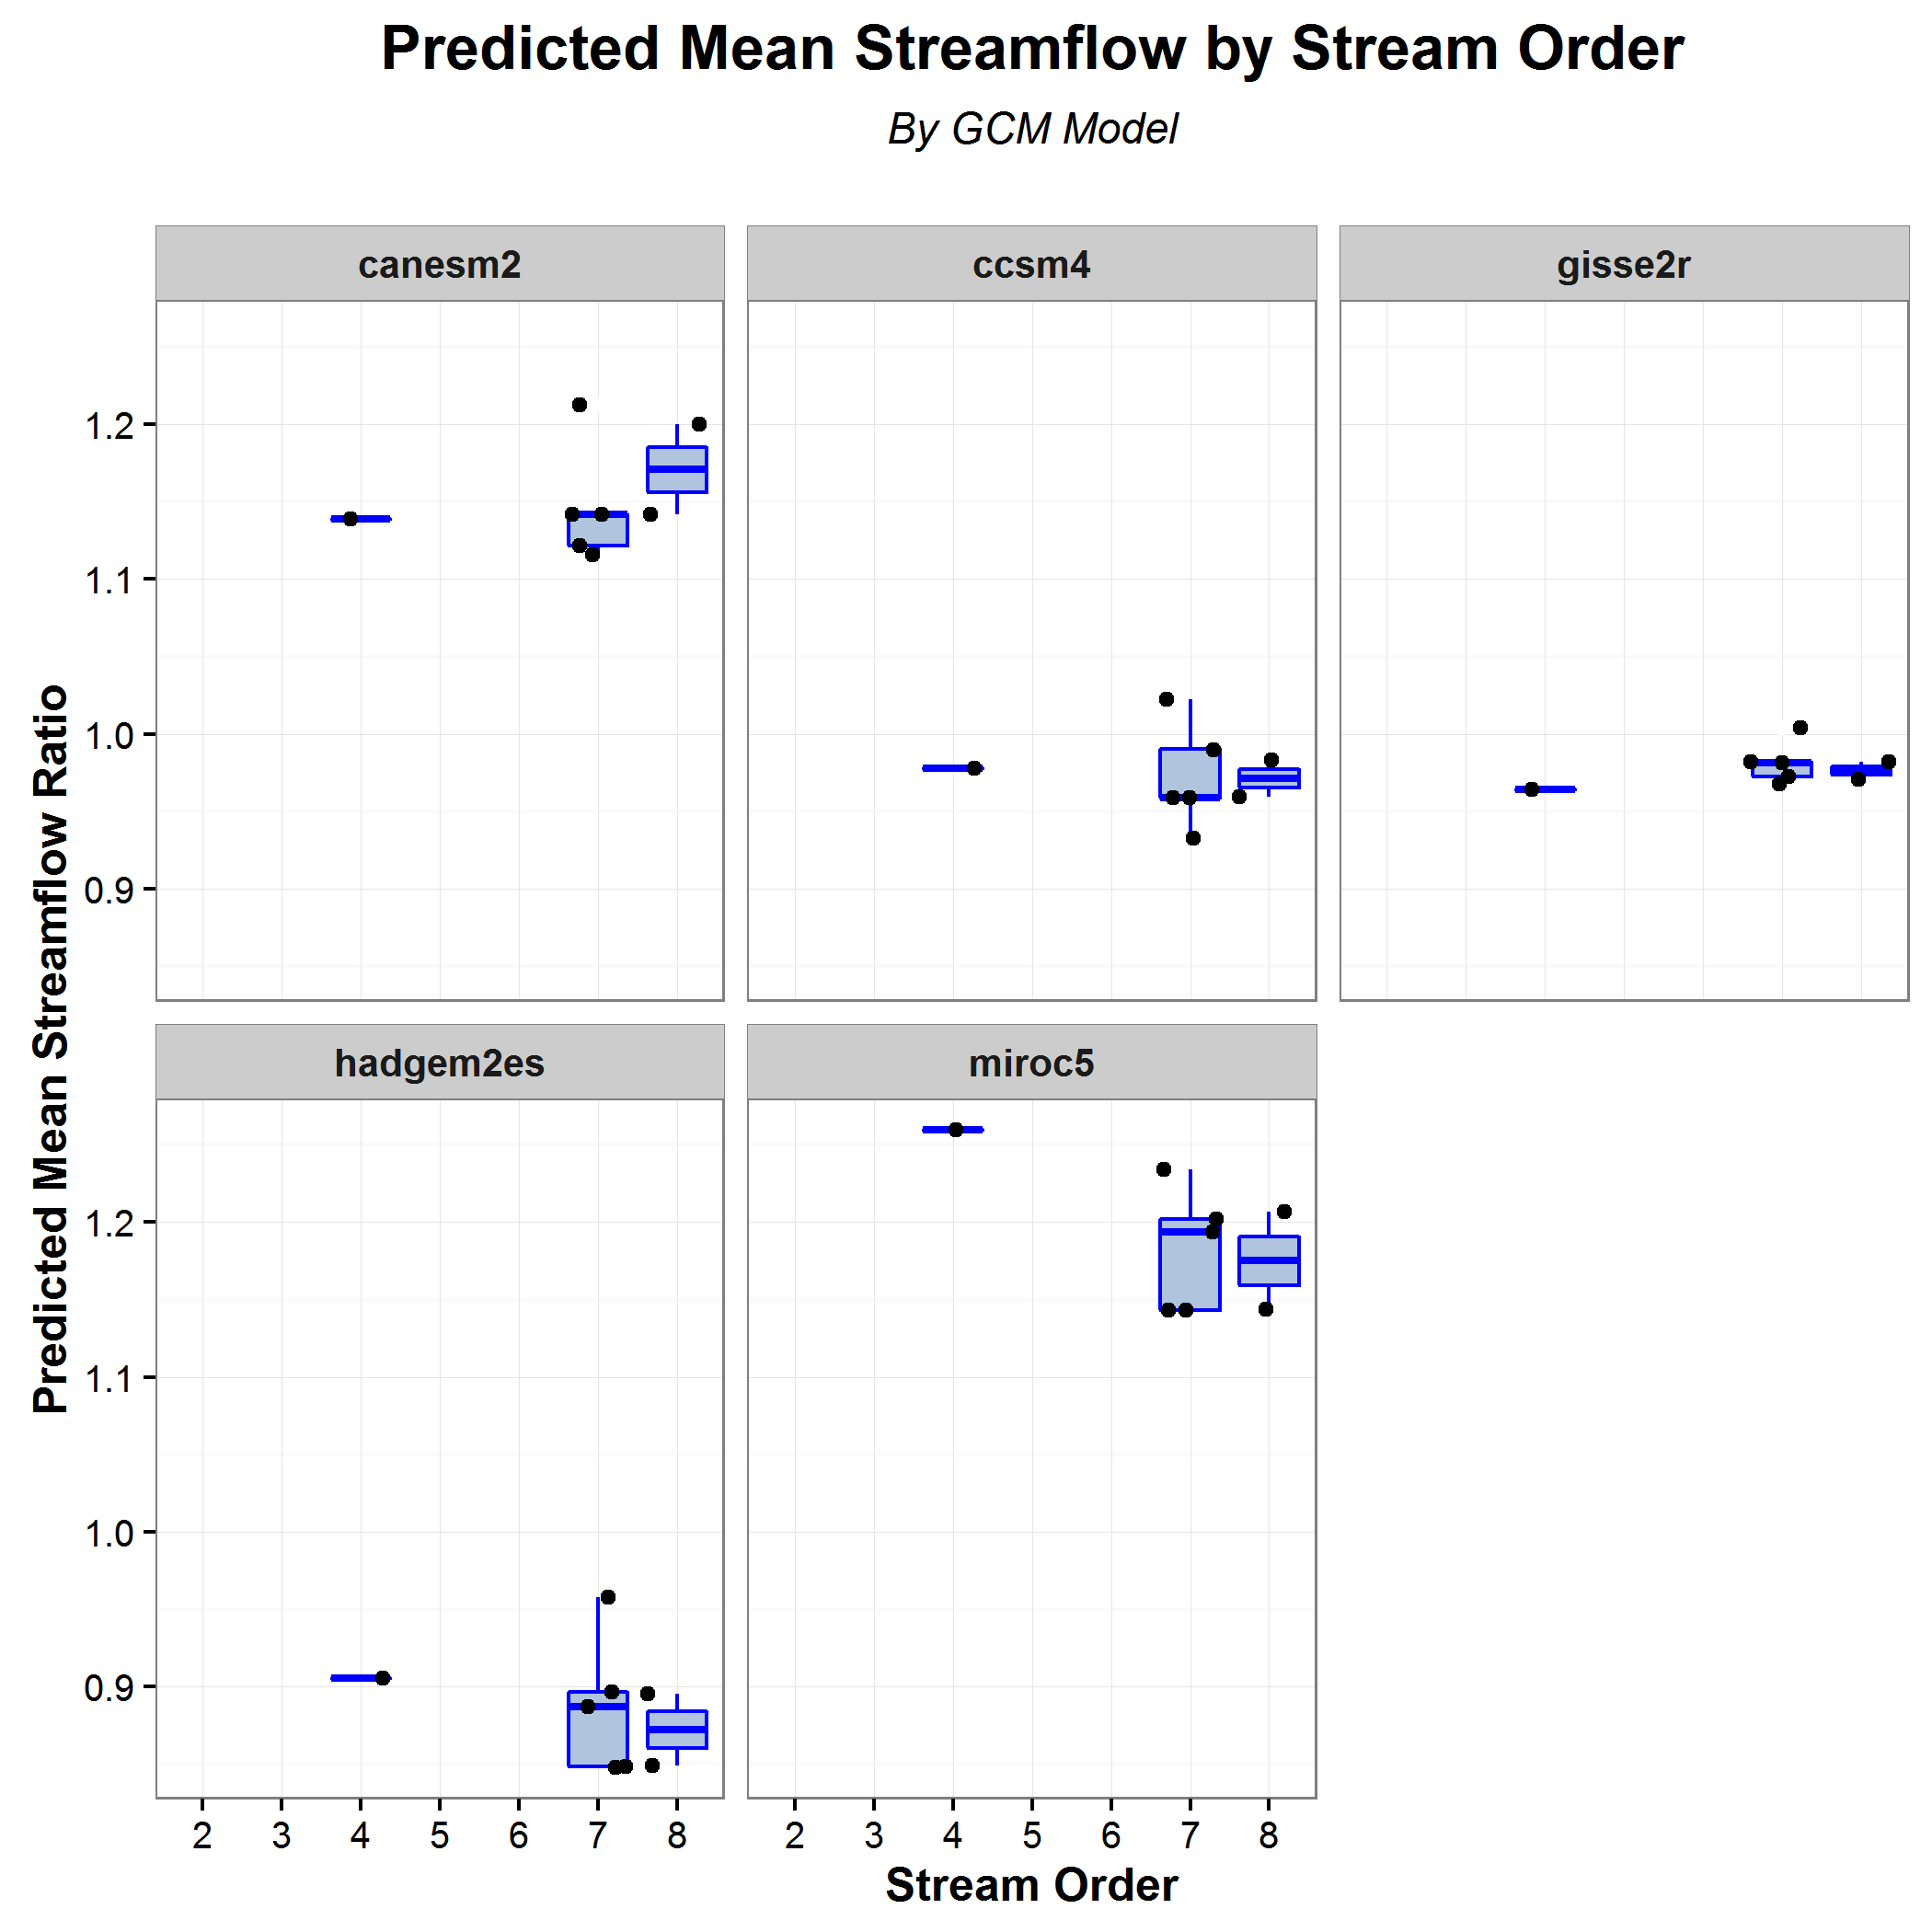 Predicted Mean Streamflow by Stream Order
By GCM Model
canesm2
ccsm4
gisse2r
1.2
1.1
1.0
0.9
Predicted Mean Streamflow Ratio
hadgem2es
miroc5
1.2
1.1
1.0
0.9
2 3 4 5 6 7 8
2 3 4 5 6 7 8
Stream Order